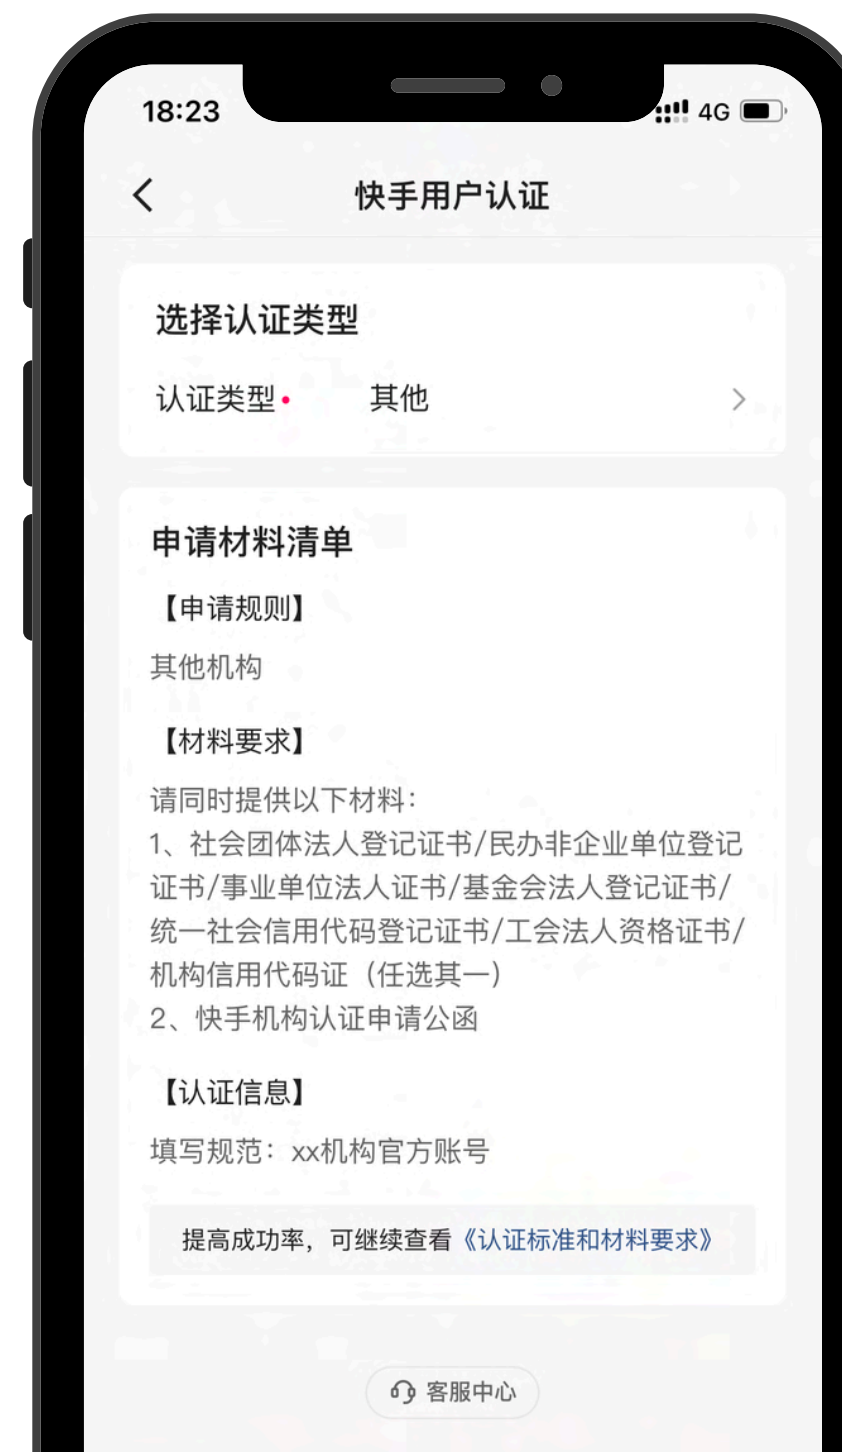 18:23
4G
快手用户认证
选择认证类型
认证类型• 其他
申请材料清单
【申请规则】
其他机构
【材料要求】
请同时提供以下材料：
1、社会团体法人登记证书/民办非企业单位登记
证书/事业单位法人证书/基金会法人登记证书/
统一社会信用代码登记证书/工会法人资格证书/
机构信用代码证（任选其一）
2、快手机构认证申请公函
【认证信息】
填写规范：xx机构官方账号
提高成功率，可继续查看《认证标准和材料要求》
客服中心